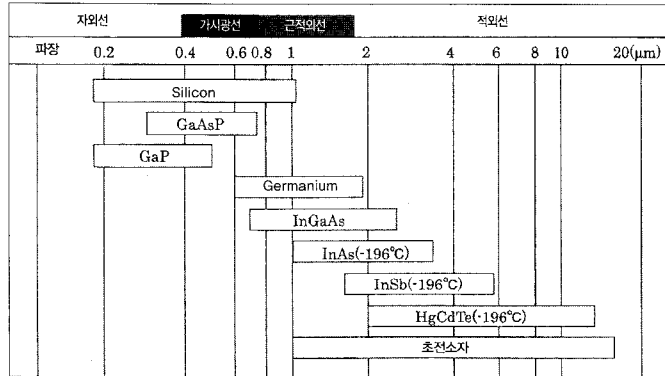 자외선 가시광선 근적외선 적외선
파장 0.2 0.4 0.6 0.8 1 2 4 6 8 10 20(μm)
Silicon
GaAsP
GaP
Germanium
InGaAs
InAs(-196℃)
InSb(-196℃)
HgCdTe(-196℃)
초전소자